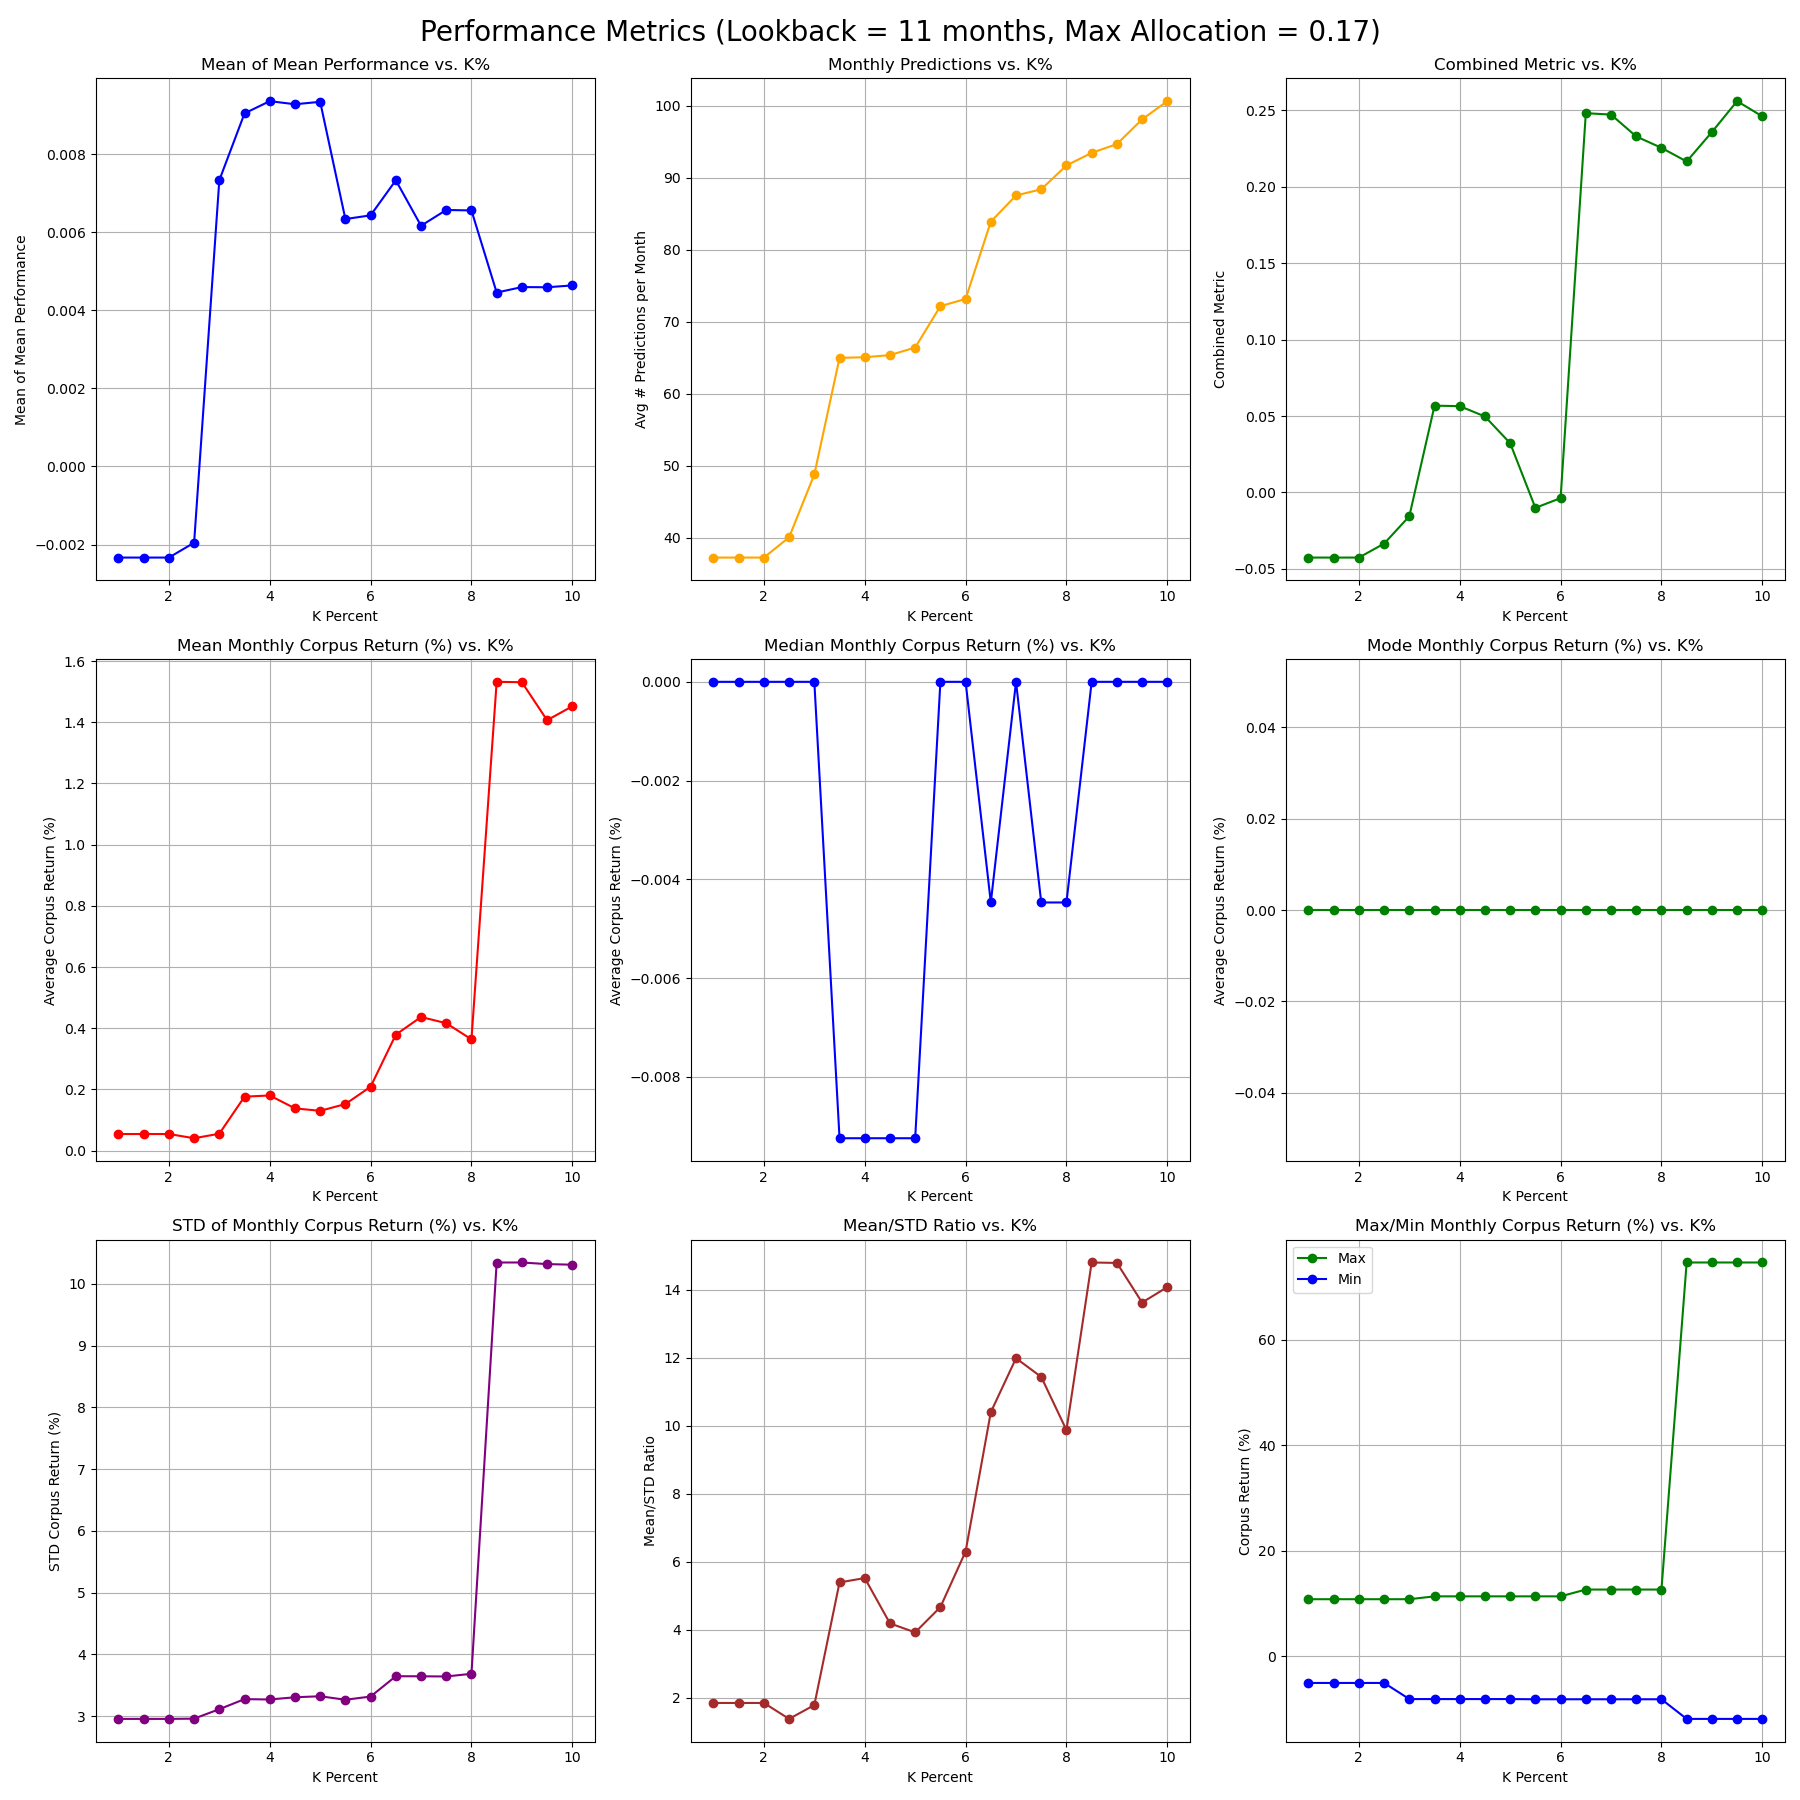 Performance Metrics (Lookback = 11 months, Max Allocation = 0.17)
Mean of Mean Performance vs. K%
Mean of Mean Performance
0.008
0.006
0.004
0.002
0.000
−0.002
2 4 6 8 10
K Percent
Monthly Predictions vs. K%
Avg # Predictions per Month
100
90
80
70
60
50
40
2 4 6 8 10
K Percent
Combined Metric vs. K%
Combined Metric
0.25
0.20
0.15
0.10
0.05
0.00
−0.05
2 4 6 8 10
K Percent
Mean Monthly Corpus Return (%) vs. K%
Average Corpus Return (%)
1.6
1.4
1.2
1.0
0.8
0.6
0.4
0.2
0.0
2 4 6 8 10
K Percent
Median Monthly Corpus Return (%) vs. K%
Average Corpus Return (%)
0.000
−0.002
−0.004
−0.006
−0.008
2 4 6 8 10
K Percent
Mode Monthly Corpus Return (%) vs. K%
Average Corpus Return (%)
0.04
0.02
0.00
−0.02
−0.04
2 4 6 8 10
K Percent
STD of Monthly Corpus Return (%) vs. K%
STD Corpus Return (%)
10
9
8
7
6
5
4
3
2 4 6 8 10
K Percent
Mean/STD Ratio vs. K%
Mean/STD Ratio
14
12
10
8
6
4
2
2 4 6 8 10
K Percent
Max/Min Monthly Corpus Return (%) vs. K%
Max
Min
Corpus Return (%)
60
40
20
0
2 4 6 8 10
K Percent